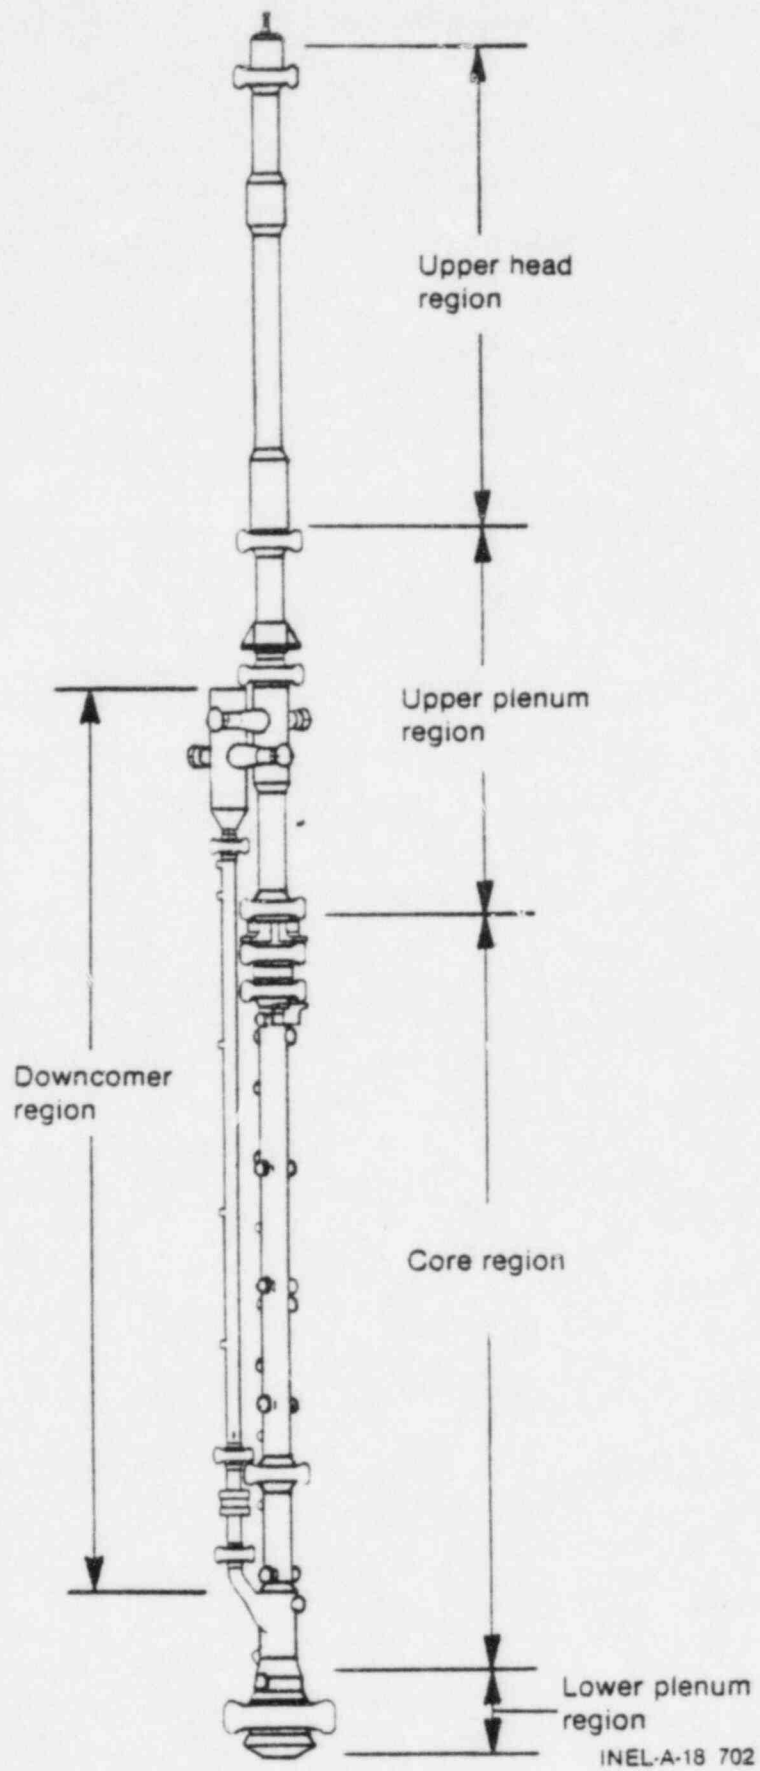 Upper head
region
Upper plenum
region
Downcomer
region
Core region
Lower plenum
region
INEL-A-18 702